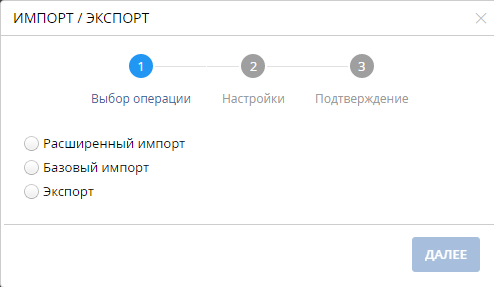 ИМПОРТ / ЭКСПОРТ
1 2 3
Выбор операции Настройки Подтверждение
Расширенный импорт
Базовый импорт
Экспорт
ДАЛЕЕ